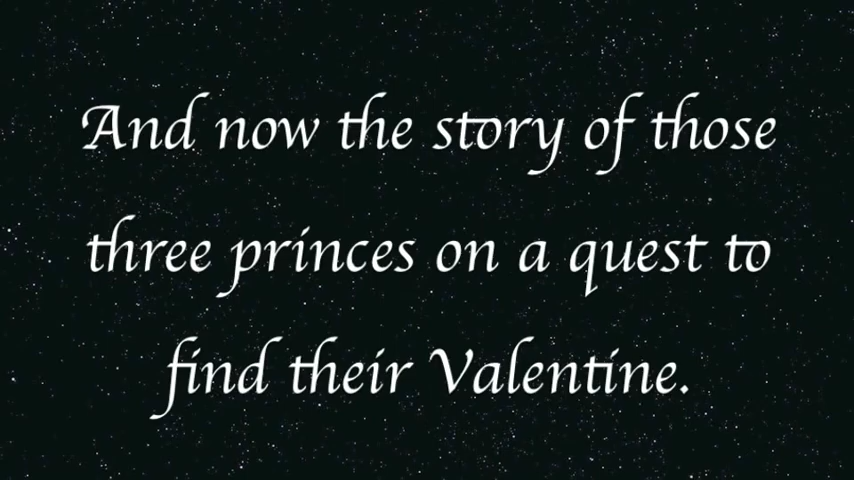 And now the story of those
three princes on a quest to
find their Valentine.